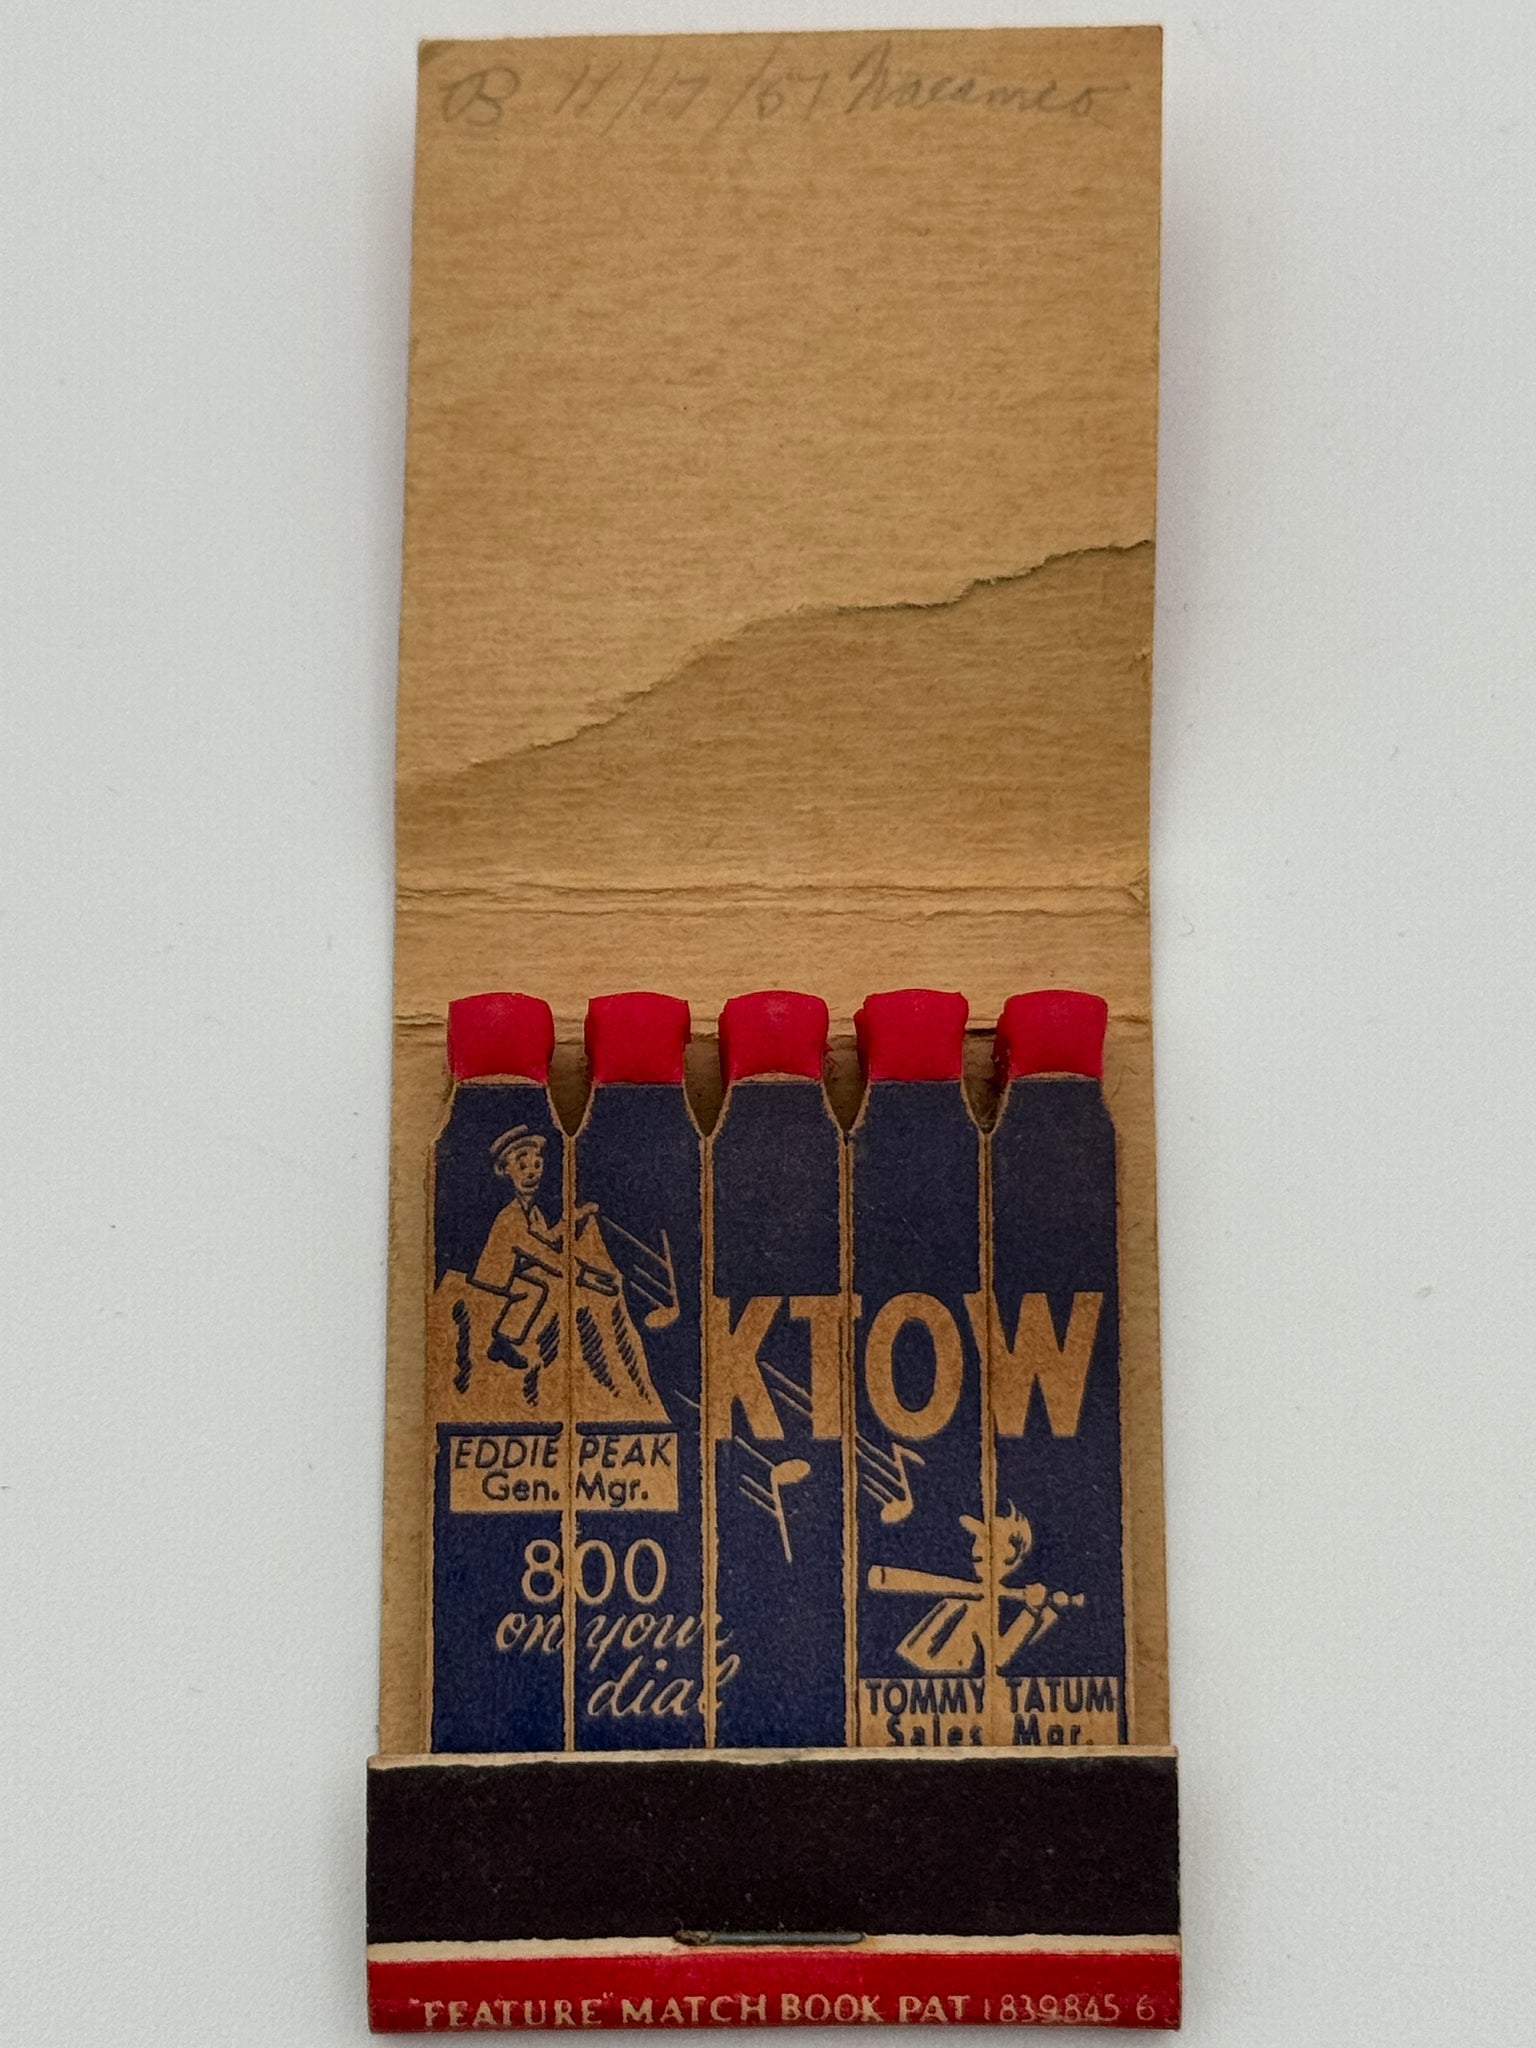 B 11/17/57
KTOW
EDDIE PEAK
Gen. Mgr.
800
on your
dial
TOMMY TATUM
Sales Mgr.
"FEATURE" MATCH BOOK PAT 1839845 6